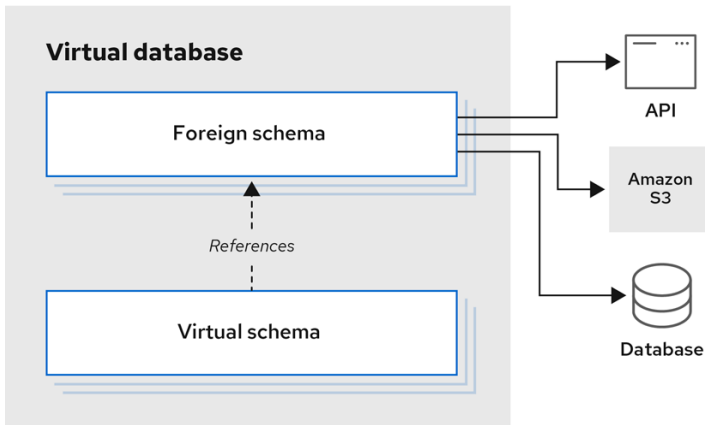 Virtual database
Foreign schema
References
Virtual schema
API
Amazon
S3
Database